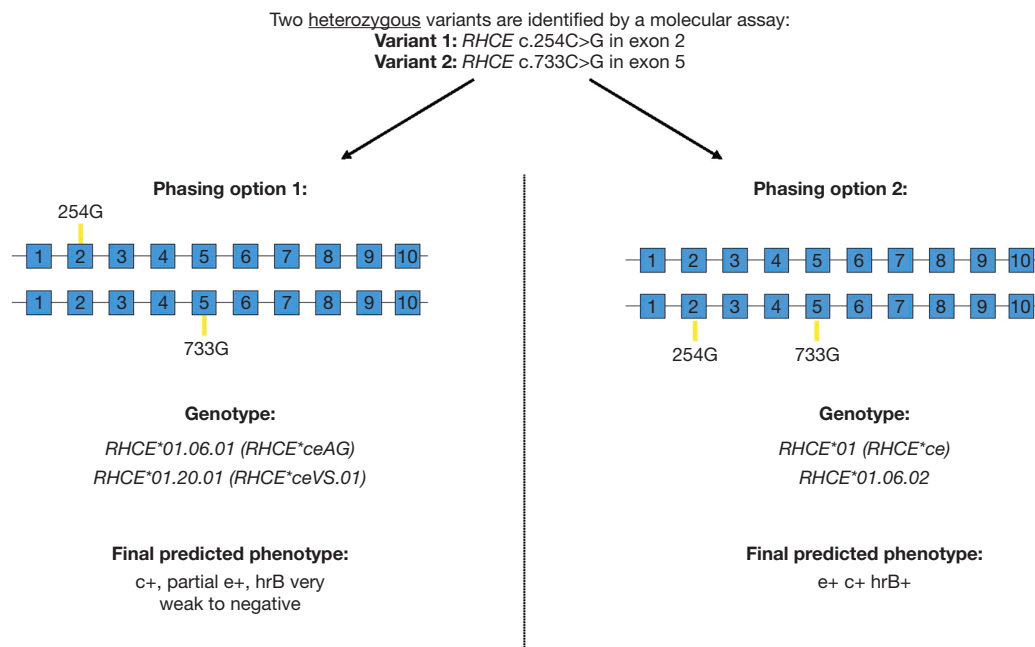 Two heterozygous variants are identified by a molecular assay:
Variant 1: RHCE c.254C>G in exon 2
Variant 2: RHCE c.733C>G in exon 5
Phasing option 1:
254G
1 2 3 4 5 6 7 8 9 10
1 2 3 4 5 6 7 8 9 10
733G
Genotype:
RHCE*01.06.01 (RHCE*ceAG)
RHCE*01.20.01 (RHCE*ceVS.01)
Final predicted phenotype:
c+, partial e+, hrB very
weak to negative
Phasing option 2:
1 2 3 4 5 6 7 8 9 10
1 2 3 4 5 6 7 8 9 10
254G 733G
Genotype:
RHCE*01 (RHCE*ce)
RHCE*01.06.02
Final predicted phenotype:
e+ c+ hrB+